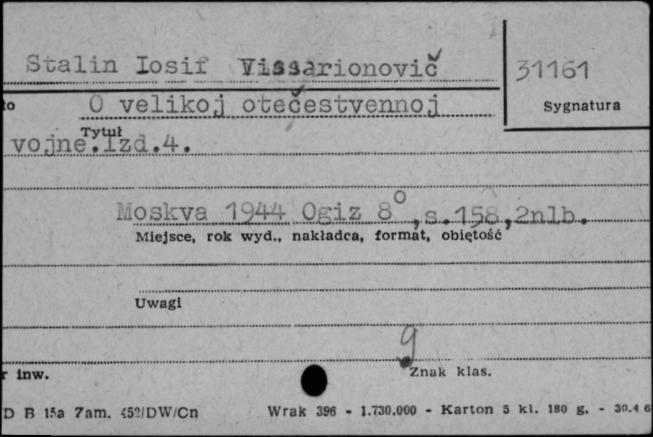 Stalin Iosif Vissarionovič
31161
to O velikoj otečestvennoj
Sygnatura
Tytuł
vojne.Izd.4.
Moskva 1944 Ogiz 8°,s.158,2nlb.
Miejsce, rok wyd., nakładca, format, objętość
Uwagi
g
r inw.
Znak klas.
D B 15a 7am. 452/DW/Cn Wrak 396 - 1.730.000 - Karton 5 kl. 180 g. - 30.4 6